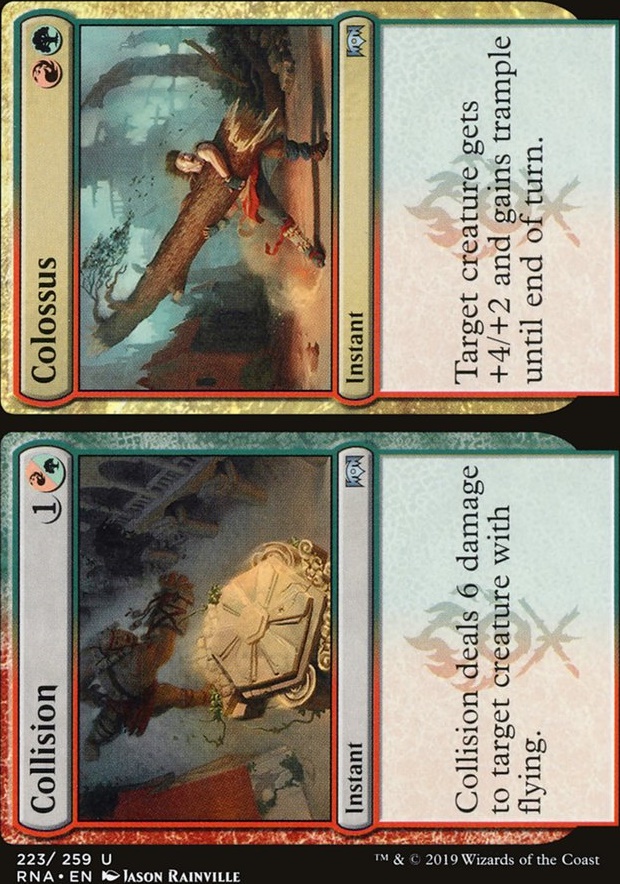 Colossus
Instant
Target creature gets
+4/+2 and gains trample
until end of turn.
Collision
1
Instant
Collision deals 6 damage
to target creature with
flying.
223/ 259 U
RNA • EN JASON RAINVILLE
™ & © 2019 Wizards of the Coast